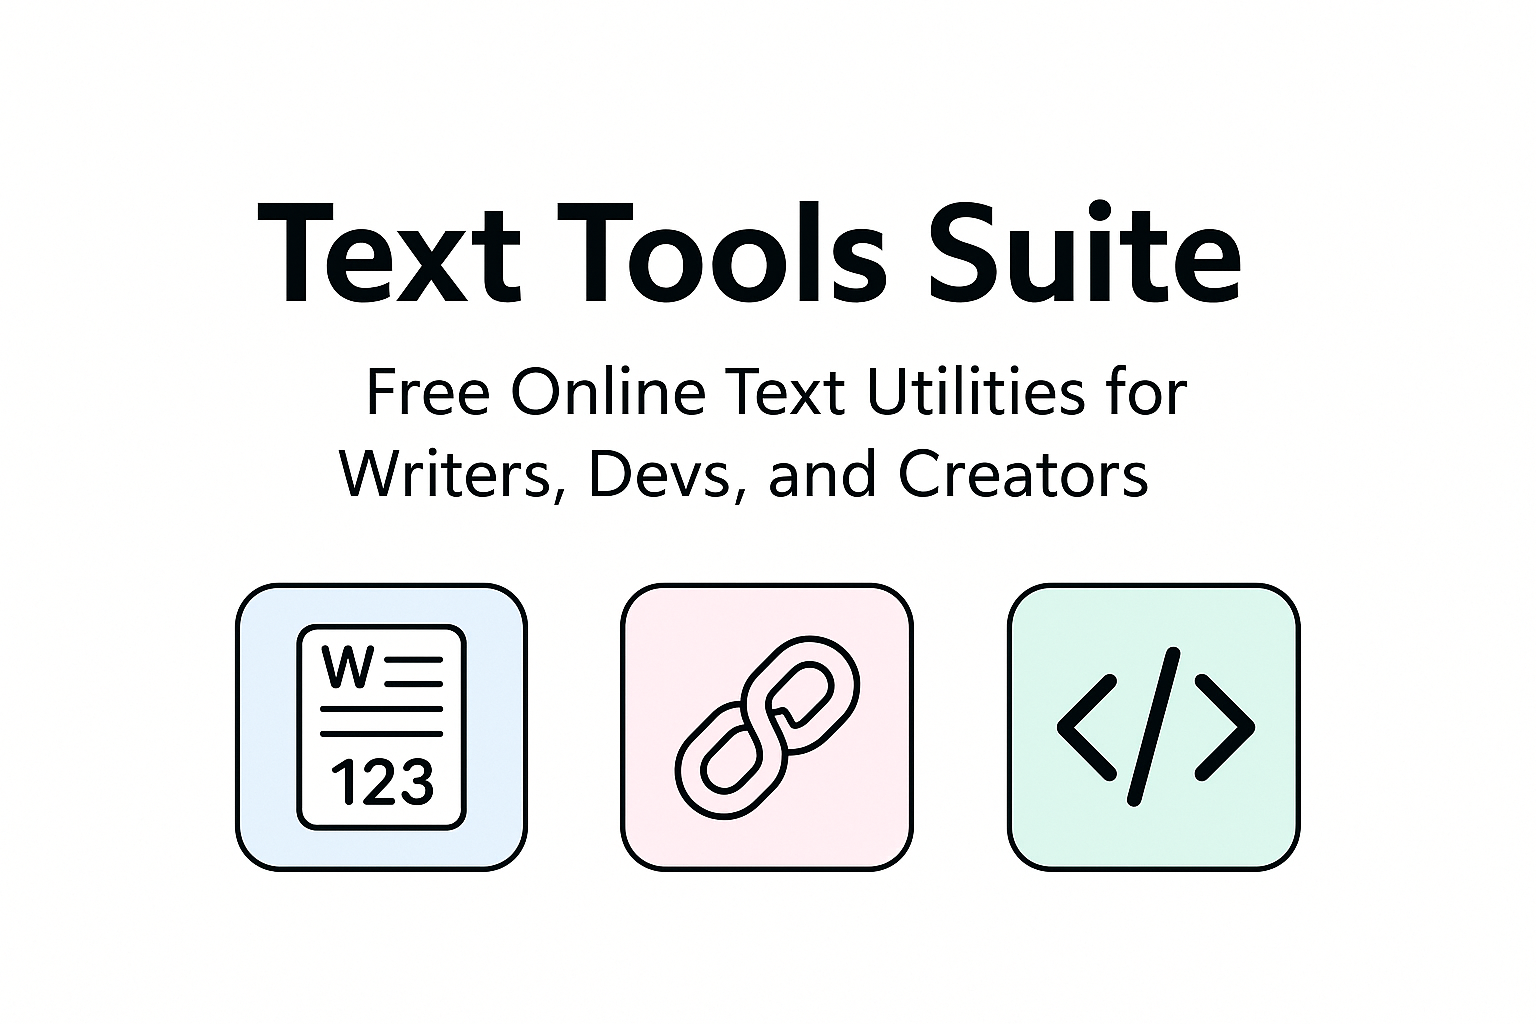 Text Tools Suite
Free Online Text Utilities for
Writers, Devs, and Creators
W
123
</>